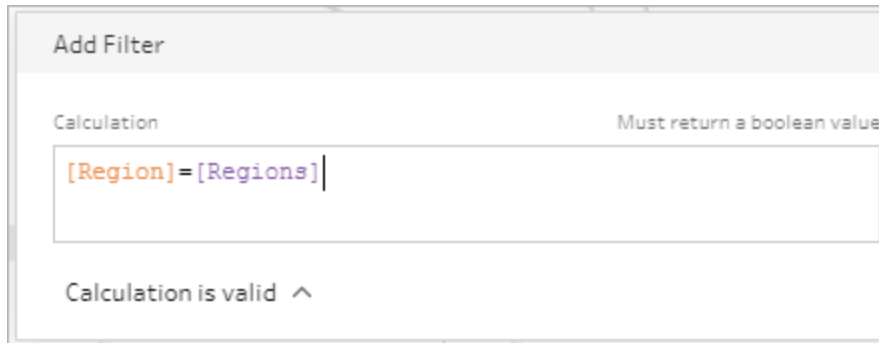 Add Filter
Calculation Must return a boolean value
[Region]=[Regions]
Calculation is valid